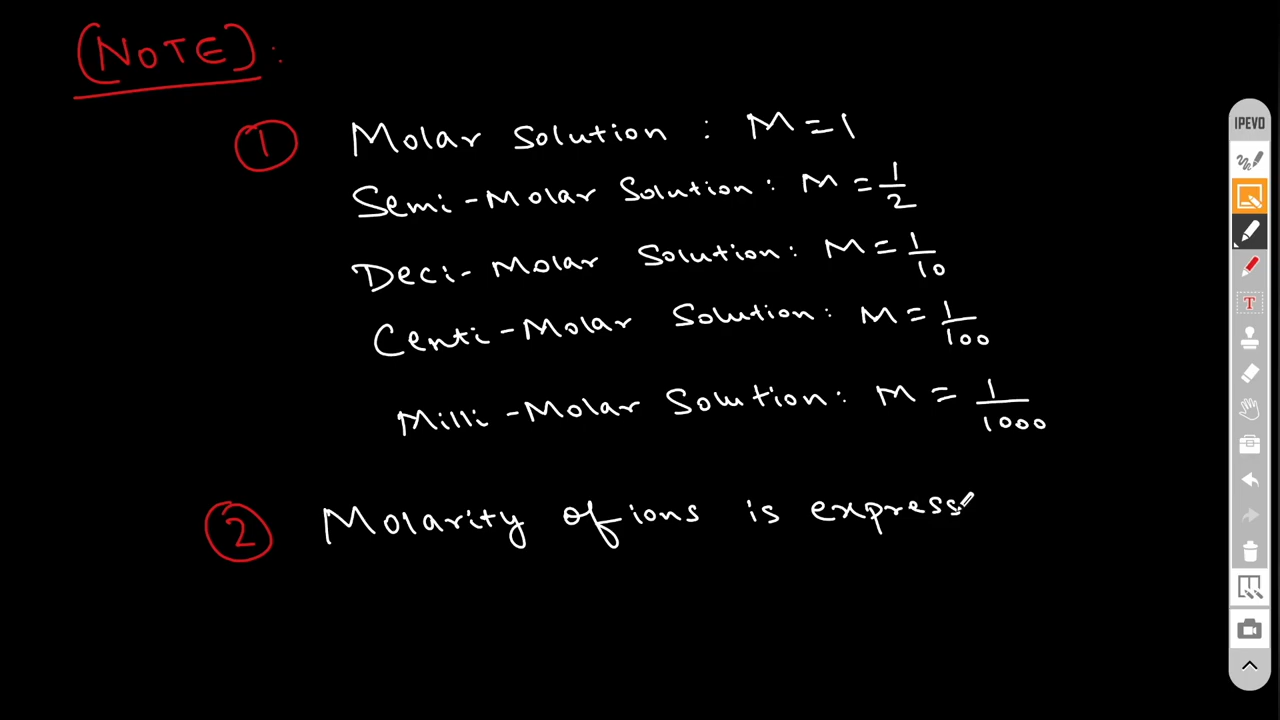 (NOTE):
1 Molar Solution: M=1
Semi-Molar Solution: M=1/2
Deci-Molar Solution: M=1/10
Centi-Molar Solution: M=1/100
Milli-Molar Solution: M=1/1000
2 Molarity of ions is express
IPEVO
T